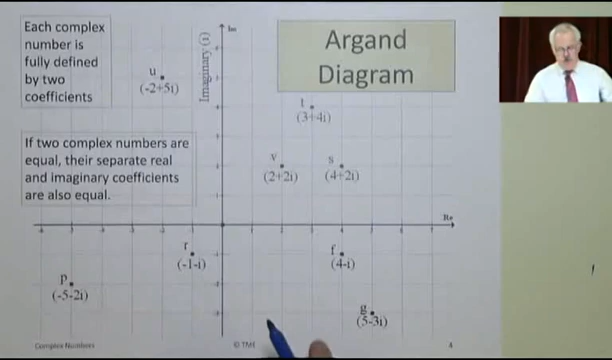 Each complex
number is
fully defined
by two
coefficients
Argand
Diagram
Imaginary (i)
Im
u
(-2+5i)
t
(3+4i)
If two complex numbers are
equal, their separate real
and imaginary coefficients
are also equal.
v
(2+2i)
s
(4+2i)
Re
r
(-1-i)
f
(4-i)
p
(-5-2i)
g
(5-3i)
Complex Numbers
4